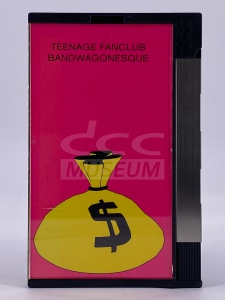 TEENAGE FANCLUB
BANDWAGONESQUE
dcc
MUSEUM
$